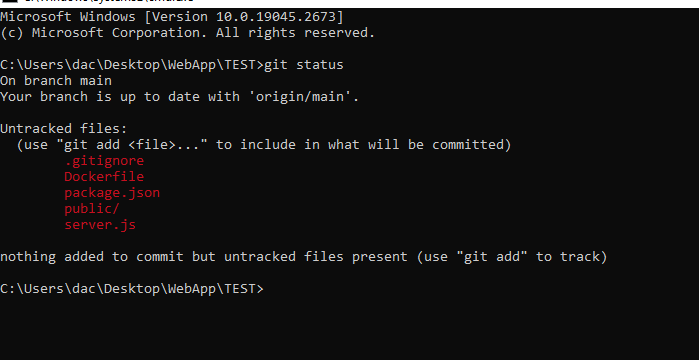 Microsoft Windows [Version 10.0.19045.2673]
(c) Microsoft Corporation. All rights reserved.
C:\Users\dac\Desktop\WebApp\TEST>git status
On branch main
Your branch is up to date with 'origin/main'.
Untracked files:
(use "git add <file>..." to include in what will be committed)
.gitignore
Dockerfile
package.json
public/
server.js
nothing added to commit but untracked files present (use "git add" to track)
C:\Users\dac\Desktop\WebApp\TEST>